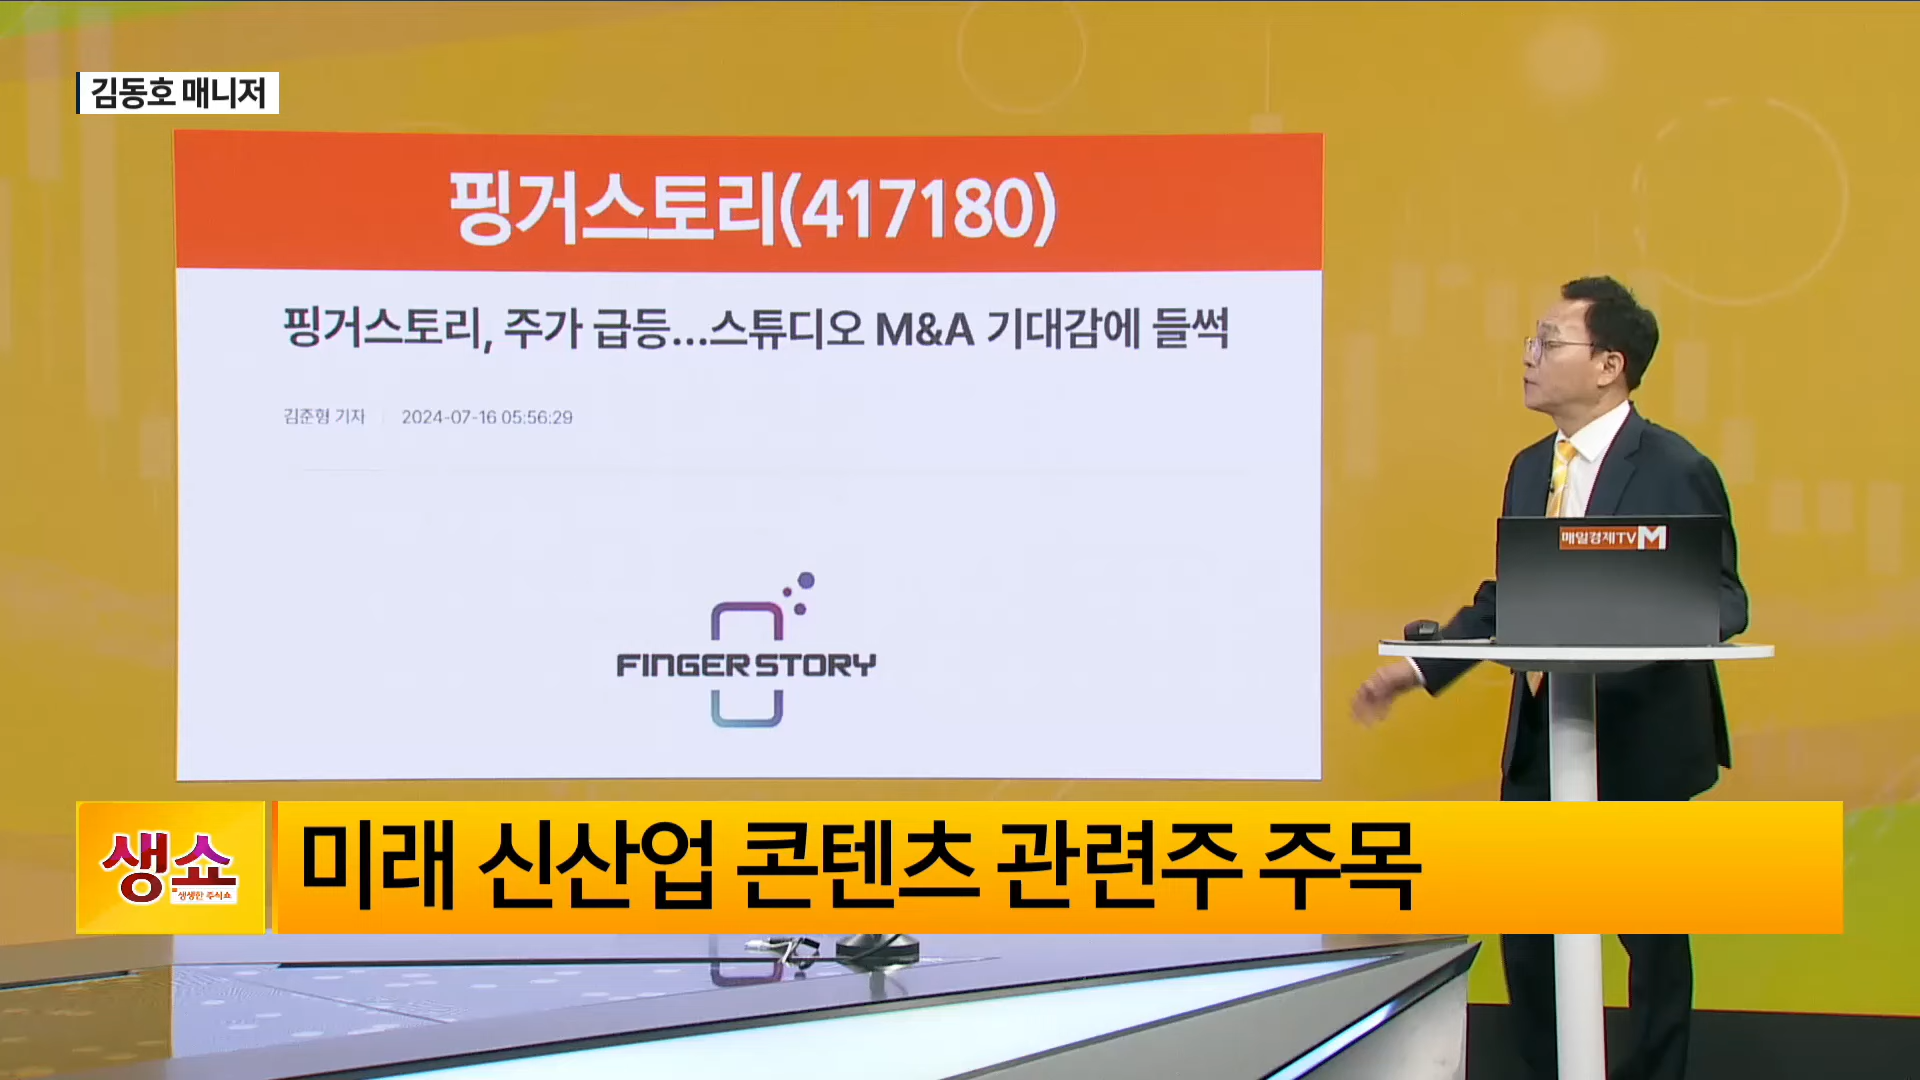 김동호 매니저
핑거스토리(417180)
핑거스토리, 주가 급등...스튜디오 M&A 기대감에 들썩
김준형 기자 2024-07-16 05:56:29
FINGER STORY
매일경제TV M
생쇼
생생한 주식쇼
미래 신산업 콘텐츠 관련주 주목